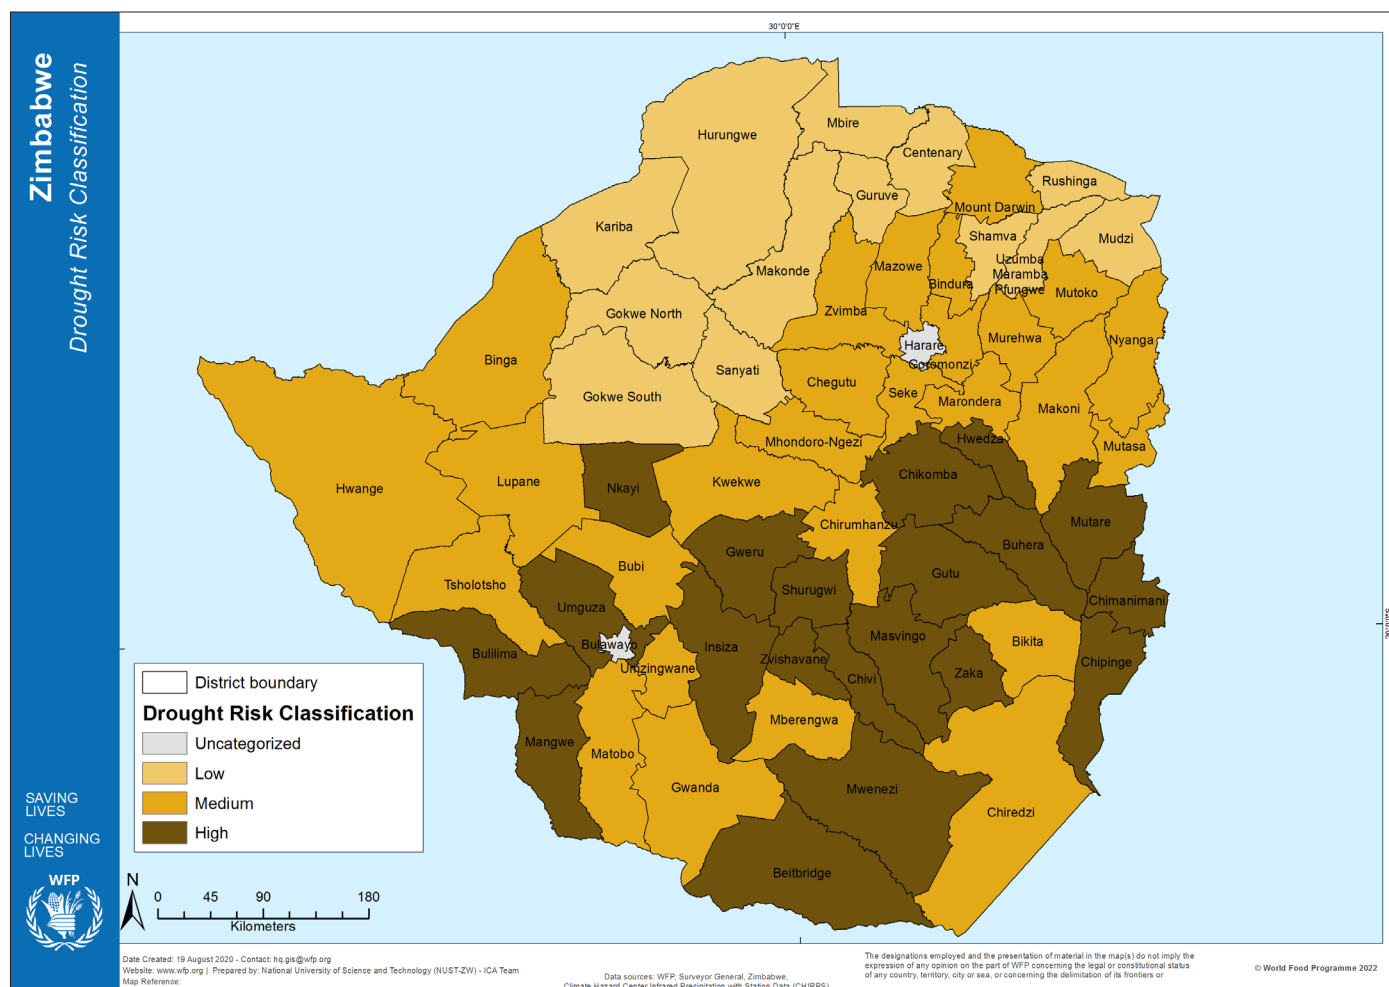 Zimbabwe
Drought Risk Classification
30°0'0"E
Hurungwe
Mbire
Centenary
Rushinga
Guruve
Mount Darwin
Kariba
Shamva
Mudzi
Uzumba
Maramba
Pfungwe
Makonde
Mazowe
Bindura
Mutoko
Gokwe North
Zvimba
Murehwa
Nyanga
Harare
Binga
Goromonzi
Sanyati
Chegutu
Seke
Marondera
Gokwe South
Makoni
Mhondoro-Ngezi
Hwedza
Mutasa
Hwange
Lupane
Nkayi
Kwekwe
Chikomba
Chirumhanzu
Mutare
Gweru
Buhera
Bubi
Gutu
Tsholotsho
Shurugwi
Chimanimani
Umguza
Masvingo
Bikita
Bulawayo
Insiza
Bulilima
Zvishavane
Chipinge
Umzingwane
Chivi
Zaka
Mberengwa
Mangwe
Matobo
Gwanda
Mwenezi
Chiredzi
Beitbridge
District boundary
Drought Risk Classification
Uncategorized
Low
Medium
High
SAVING
LIVES
CHANGING
LIVES
WFP
N
0 45 90 180
Kilometers
Date Created: 19 August 2020 - Contact: hq.gis@wfp.org
Website: www.wfp.org | Prepared by: National University of Science and Technology (NUST-ZW) - ICA Team
Map Reference:
Data sources: WFP, Surveyor General, Zimbabwe,
Climate Hazard Center Infrared Precipitation with Station Data (CHIRPS)
The designations employed and the presentation of material in the map(s) do not imply the
expression of any opinion on the part of WFP concerning the legal or constitutional status
of any country, territory, city or sea, or concerning the delimitation of its frontiers or
© World Food Programme 2022